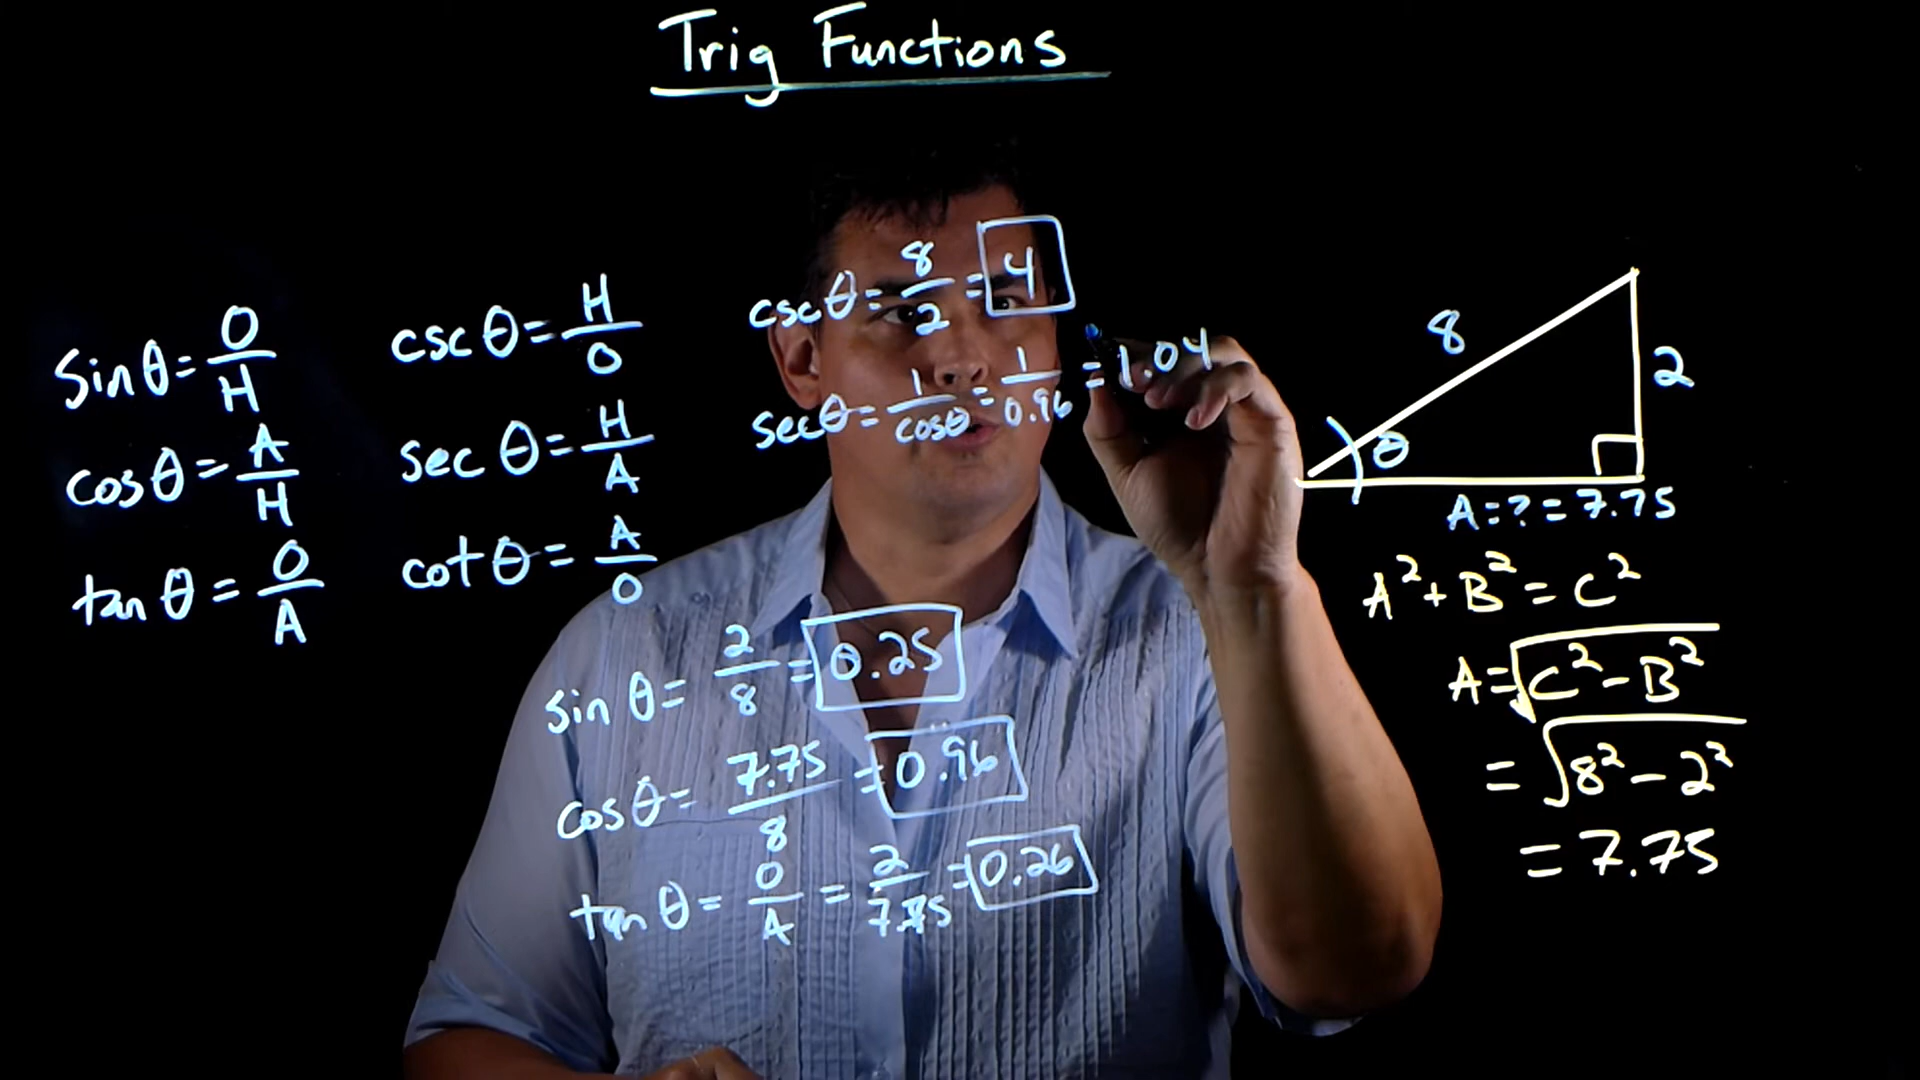 Trig Functions
sin θ = O/H
cos θ = A/H
tan θ = O/A
csc θ = H/O
sec θ = H/A
cot θ = A/O
csc θ = 8/2 = 4
sec θ = 1/cos θ = 1/0.96 = 1.04
sin θ = 2/8 = 0.25
cos θ = 7.75/8 = 0.96
tan θ = O/A = 2/7.75 = 0.26
8
2
θ
A = ? = 7.75
A² + B² = C²
A = √C² - B²
= √8² - 2²
= 7.75